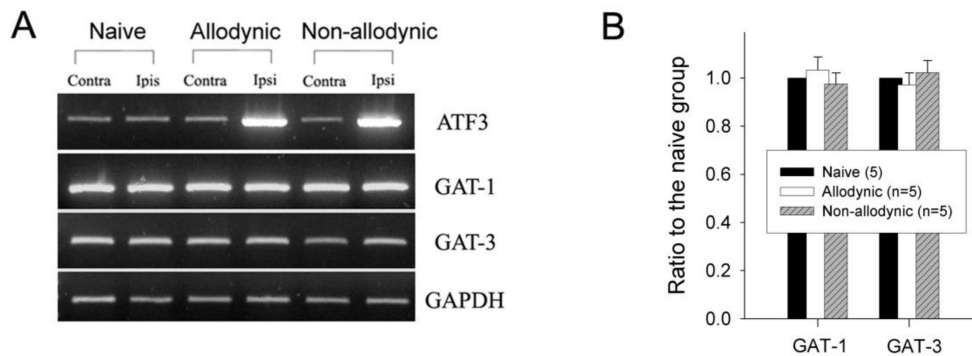 A
Naive Allodynic Non-allodynic
Contra Ipis Contra Ipsi Contra Ipsi
ATF3
GAT-1
GAT-3
GAPDH
B
Ratio to the naive group
1.0
0.8
0.6
0.4
0.2
0.0
Naive (5)
Allodynic (n=5)
Non-allodynic (n=5)
GAT-1 GAT-3